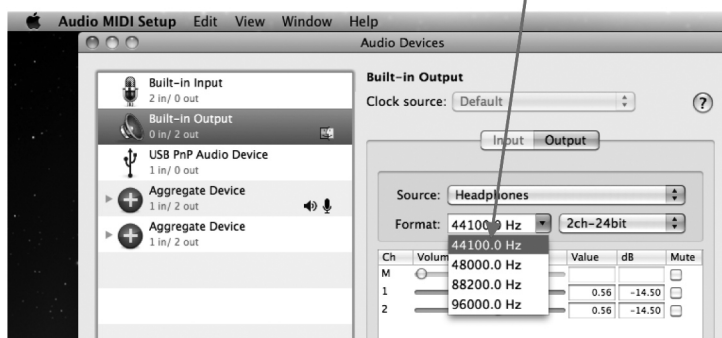 Audio MIDI Setup Edit View Window Help
Audio Devices
Built-in Input
2 in/ 0 out
Built-in Output
0 in/ 2 out
USB PnP Audio Device
1 in/ 0 out
Aggregate Device
1 in/ 2 out
Aggregate Device
1 in/ 2 out
Built-in Output
Clock source: Default
?
Input Output
Source: Headphones
Format: 44100.0 Hz 2ch-24bit
44100.0 Hz
48000.0 Hz
88200.0 Hz
96000.0 Hz
Ch Volum Value dB Mute
M
1 0.56 -14.50
2 0.56 -14.50